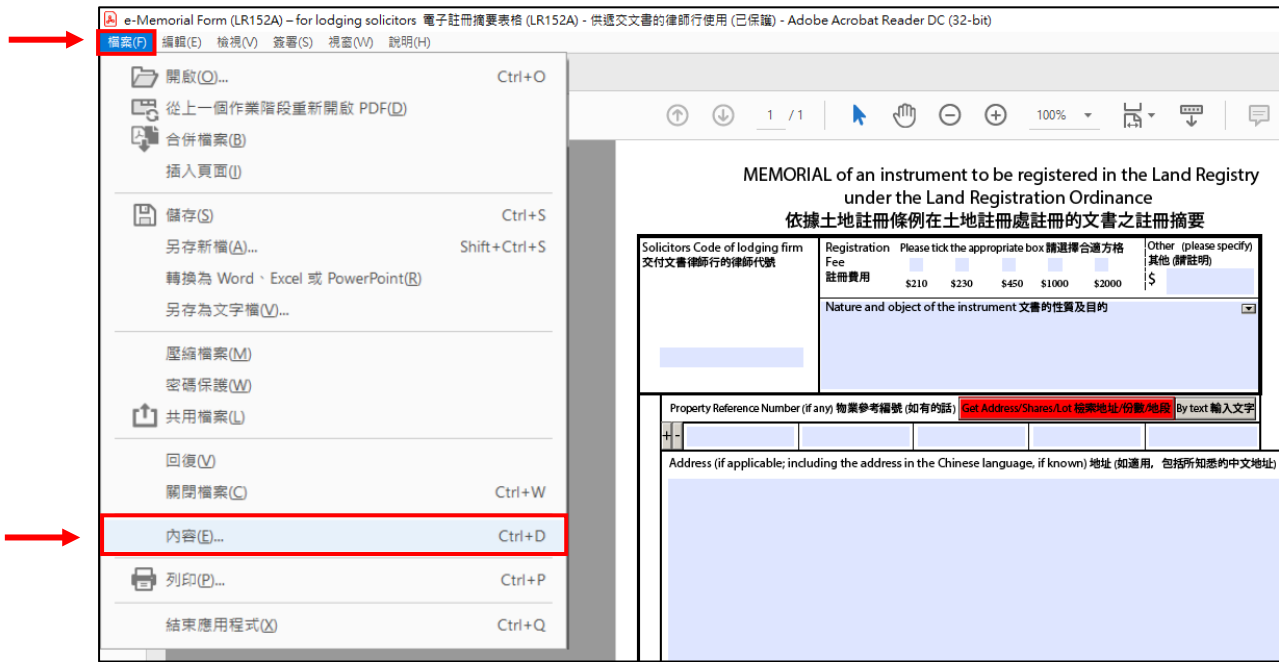 e-Memorial Form (LR152A) – for lodging solicitors 電子註冊摘要表格 (LR152A) - 供遞交文書的律師行使用 (已保護) - Adobe Acrobat Reader DC (32-bit)
檔案(F) 編輯(E) 檢視(V) 簽署(S) 視窗(W) 說明(H)
開啟(O)... Ctrl+O
從上一個作業階段重新開啟 PDF(D)
合併檔案(B)
插入頁面(I)
儲存(S) Ctrl+S
另存新檔(A)... Shift+Ctrl+S
轉換為 Word、Excel 或 PowerPoint(R)
另存為文字檔(V)...
壓縮檔案(M)
密碼保護(W)
共用檔案(L)
回復(V)
關閉檔案(C) Ctrl+W
內容(E)... Ctrl+D
列印(P)... Ctrl+P
結束應用程式(X) Ctrl+Q
1 / 1 100%
MEMORIAL of an instrument to be registered in the Land Registry
under the Land Registration Ordinance
依據土地註冊條例在土地註冊處註冊的文書之註冊摘要
Solicitors Code of lodging firm
交付文書律師行的律師代號
Registration Please tick the appropriate box 請選擇合適方格
Fee
註冊費用
$210 $230 $450 $1000 $2000
Other (please specify)
其他 (請註明)
$
Nature and object of the instrument 文書的性質及目的
Property Reference Number (if any) 物業參考編號 (如有的話) Get Address/Shares/Lot 檢索地址/份數/地段 By text 輸入文字
+ -
Address (if applicable; including the address in the Chinese language, if known) 地址 (如適用, 包括所知悉的中文地址)